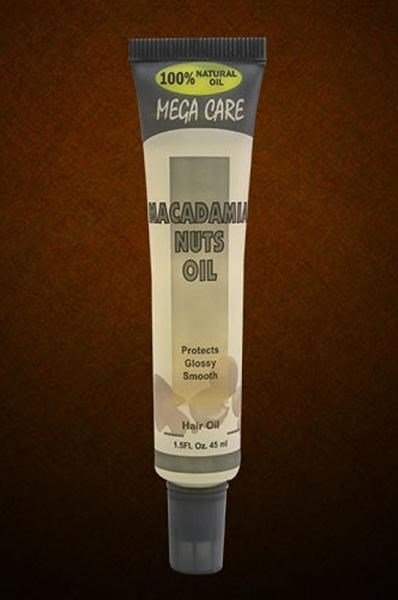 100% NATURAL OIL
MEGA CARE
MACADAMIA
NUTS
OIL
Protects
Glossy
Smooth
Hair Oil
1.5FL Oz. 45 ml